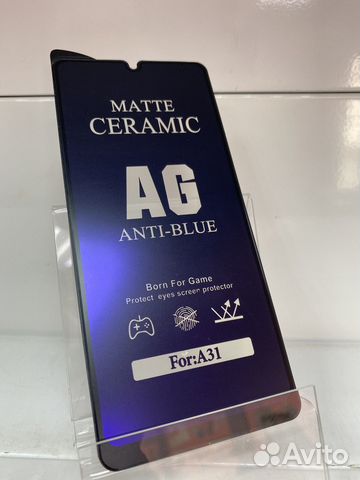 MATTE
CERAMIC
AG
ANTI-BLUE
Born For Game
Protect eyes screen protector
For:A31
Avito